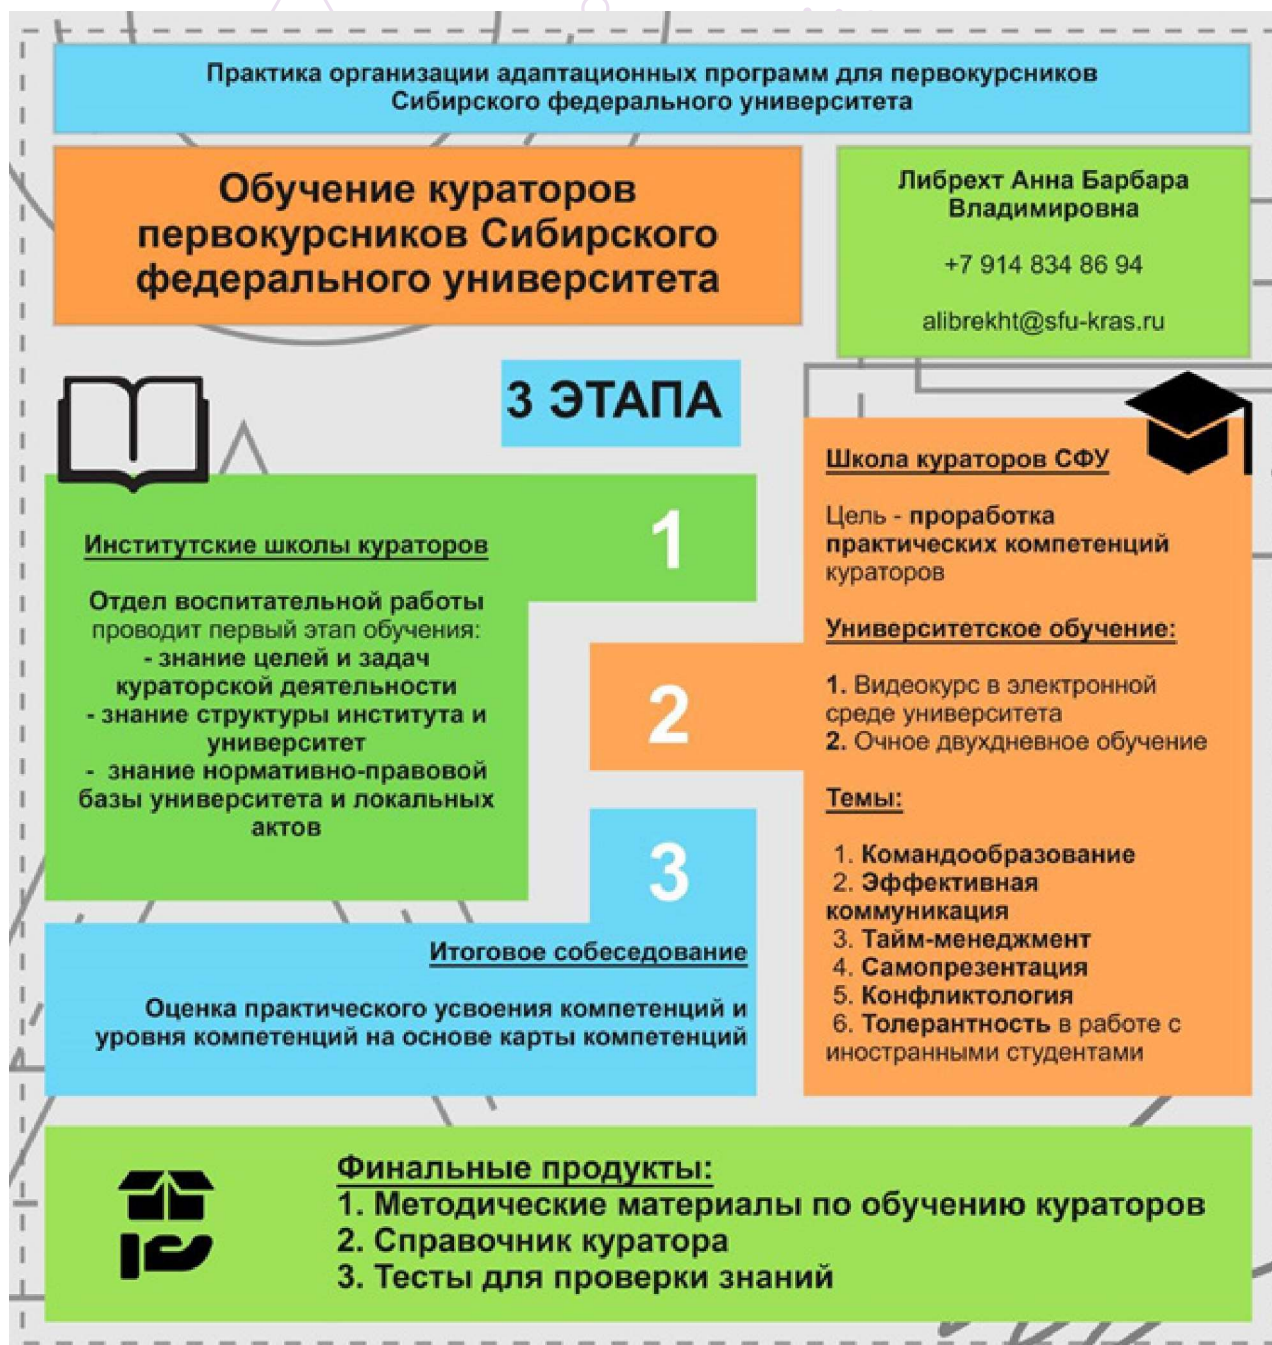 Практика организации адаптационных программ для первокурсников
Сибирского федерального университета
Обучение кураторов
первокурсников Сибирского
федерального университета
Либрехт Анна Барбара
Владимировна
+7 914 834 86 94
alibrekht@sfu-kras.ru
3 ЭТАПА
1
Институтские школы кураторов
Отдел воспитательной работы
проводит первый этап обучения:
- знание целей и задач
кураторской деятельности
- знание структуры института и
университет
- знание нормативно-правовой
базы университета и локальных
актов
2
Школа кураторов СФУ
Цель - проработка
практических компетенций
кураторов
Университетское обучение:
1. Видеокурс в электронной
среде университета
2. Очное двухдневное обучение
Темы:
1. Командообразование
2. Эффективная
коммуникация
3. Тайм-менеджмент
4. Самопрезентация
5. Конфликтология
6. Толерантность в работе с
иностранными студентами
3
Итоговое собеседование
Оценка практического усвоения компетенций и
уровня компетенций на основе карты компетенций
Финальные продукты:
1. Методические материалы по обучению кураторов
2. Справочник куратора
3. Тесты для проверки знаний